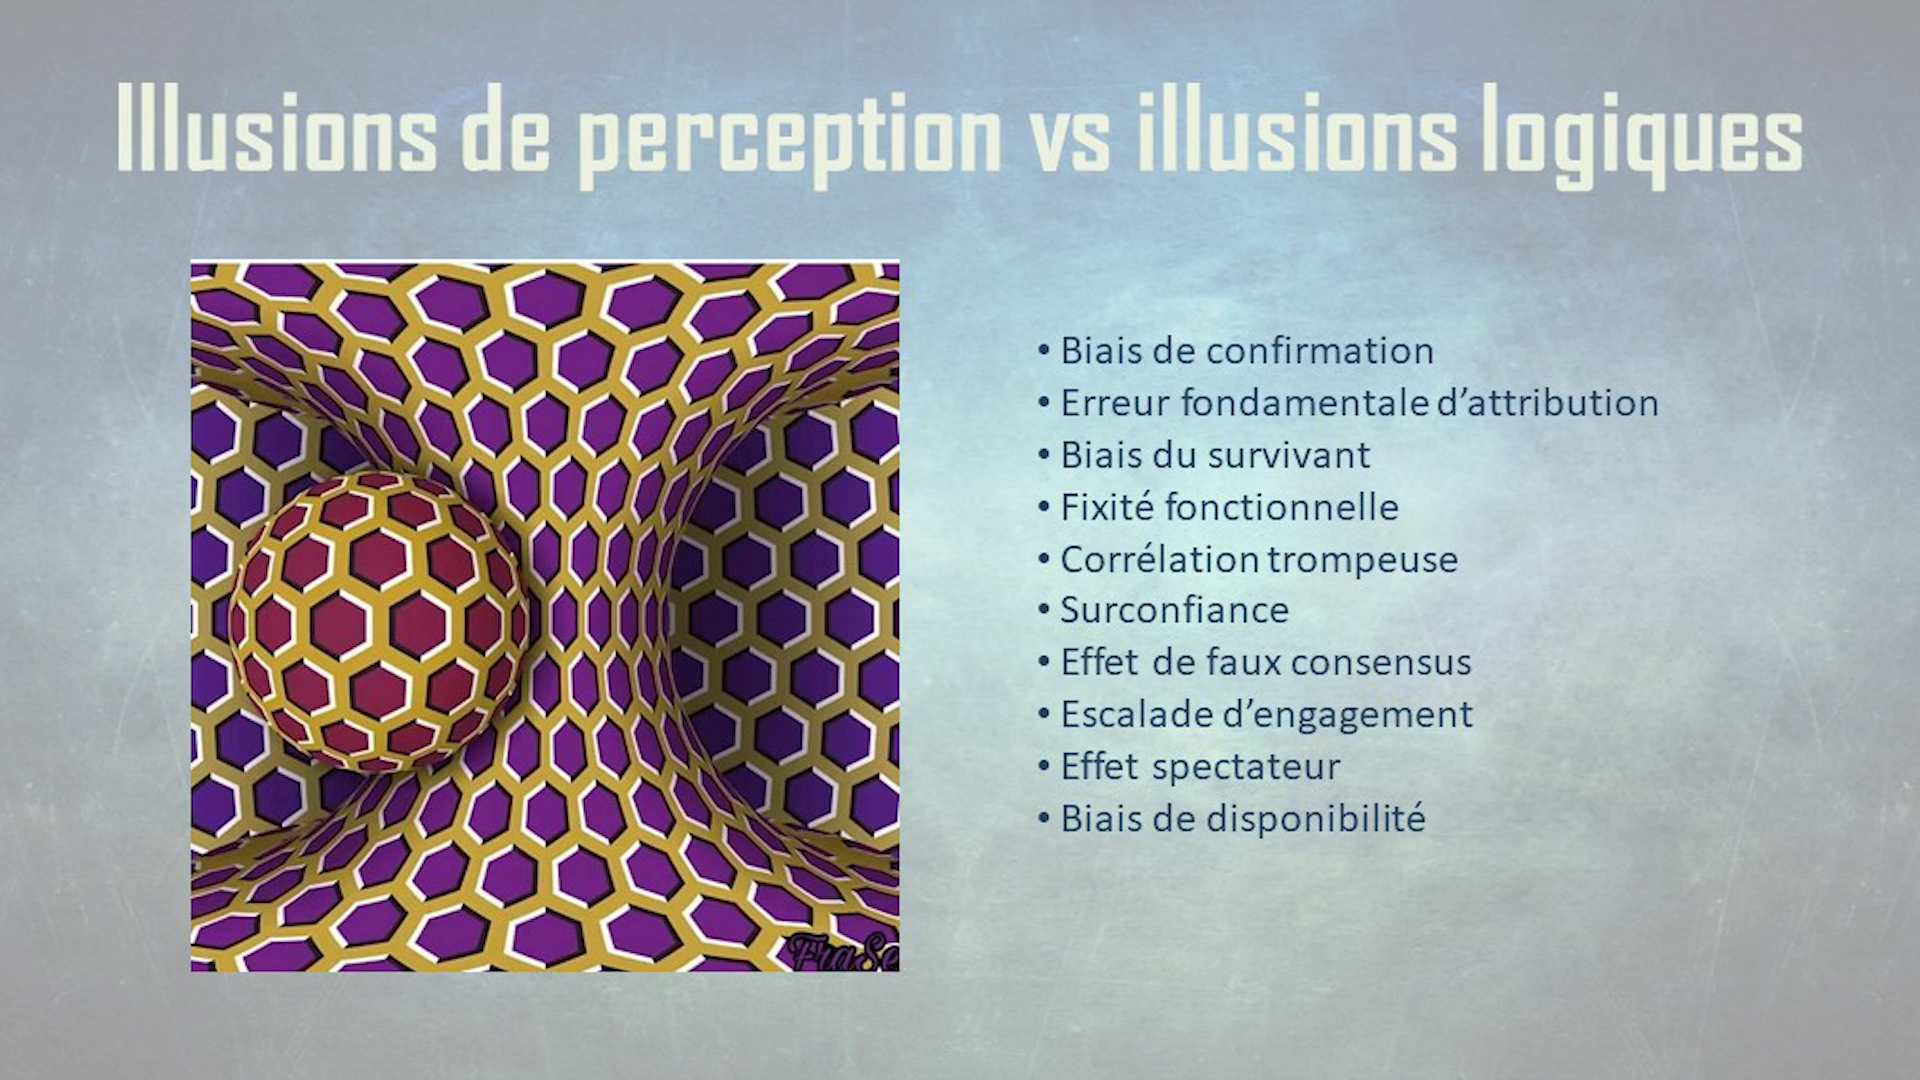 Illusions de perception vs illusions logiques
• Biais de confirmation
• Erreur fondamentale d’attribution
• Biais du survivant
• Fixité fonctionnelle
• Corrélation trompeuse
• Surconfiance
• Effet de faux consensus
• Escalade d’engagement
• Effet spectateur
• Biais de disponibilité